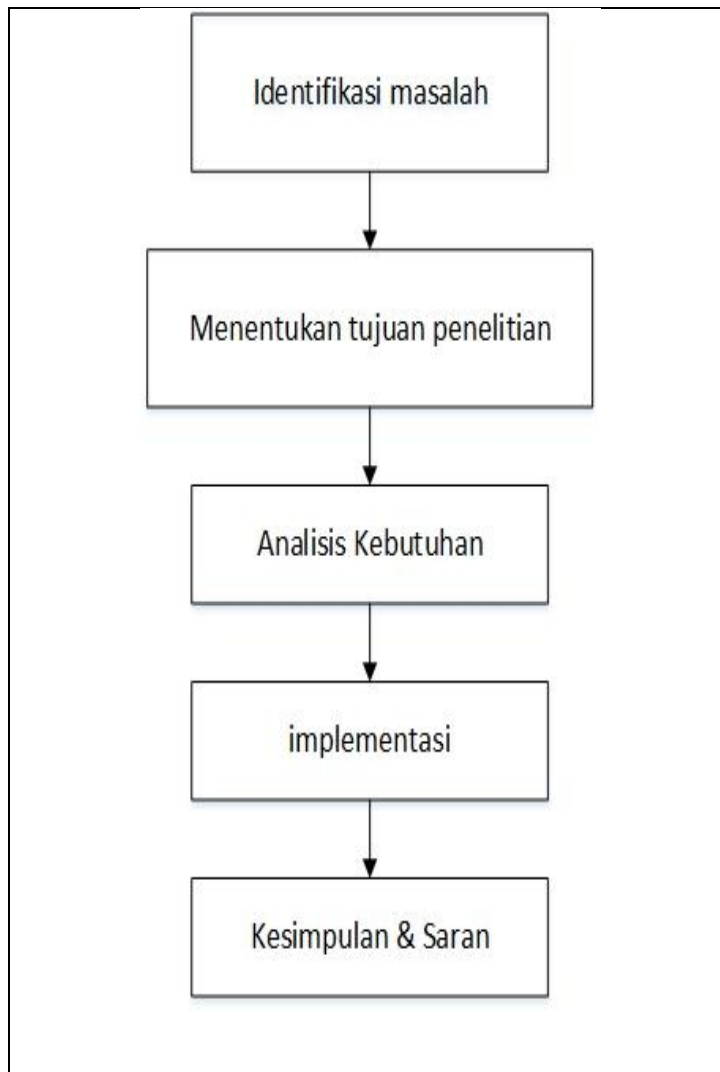 Identifikasi masalah
Menentukan tujuan penelitian
Analisis Kebutuhan
implementasi
Kesimpulan & Saran